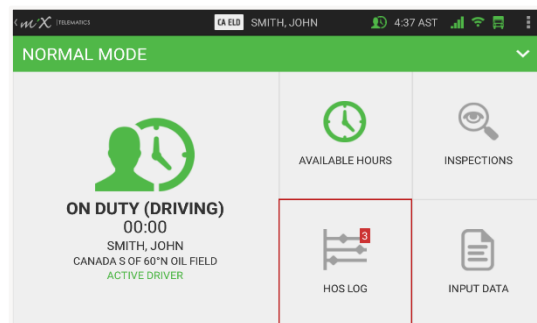 miX TELEMATICS
CA ELD SMITH, JOHN
4:37 AST
NORMAL MODE
ON DUTY (DRIVING)
00:00
SMITH, JOHN
CANADA S OF 60°N OIL FIELD
ACTIVE DRIVER
AVAILABLE HOURS
INSPECTIONS
3
HOS LOG
INPUT DATA